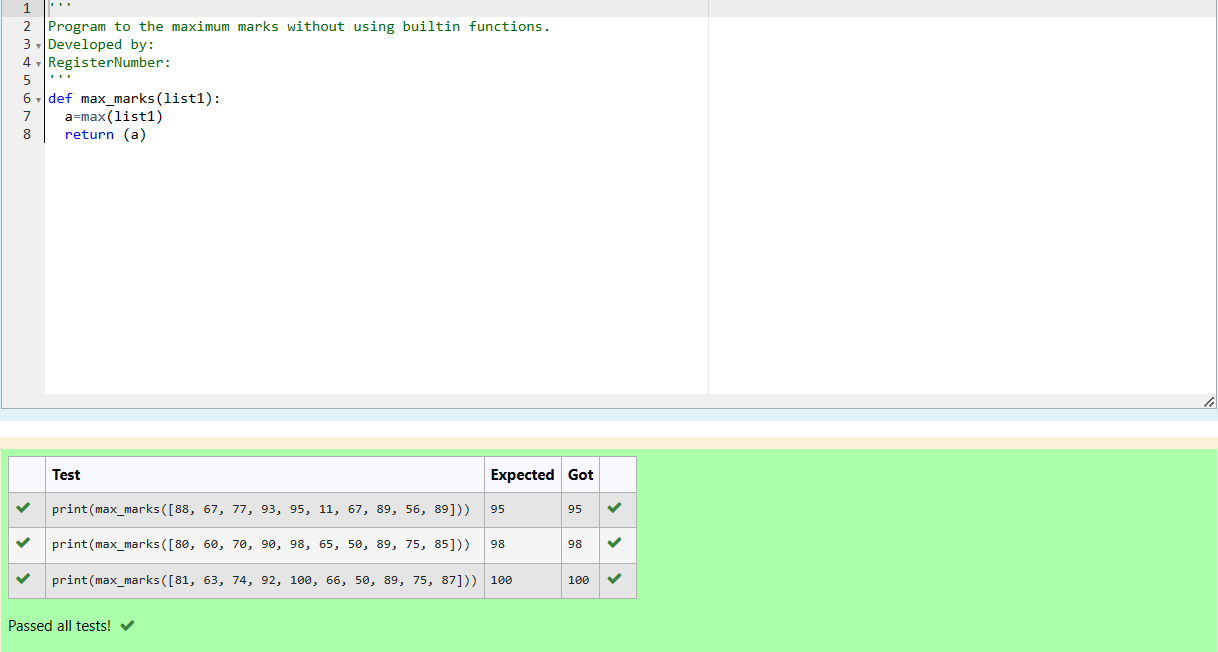 1 '''
2 Program to the maximum marks without using builtin functions.
3 Developed by:
4 RegisterNumber:
5 '''
6 def max_marks(list1):
7   a=max(list1)
8   return (a)
Test Expected Got
print(max_marks([88, 67, 77, 93, 95, 11, 67, 89, 56, 89])) 95 95
print(max_marks([80, 60, 70, 90, 98, 65, 50, 89, 75, 85])) 98 98
print(max_marks([81, 63, 74, 92, 100, 66, 50, 89, 75, 87])) 100 100
Passed all tests!